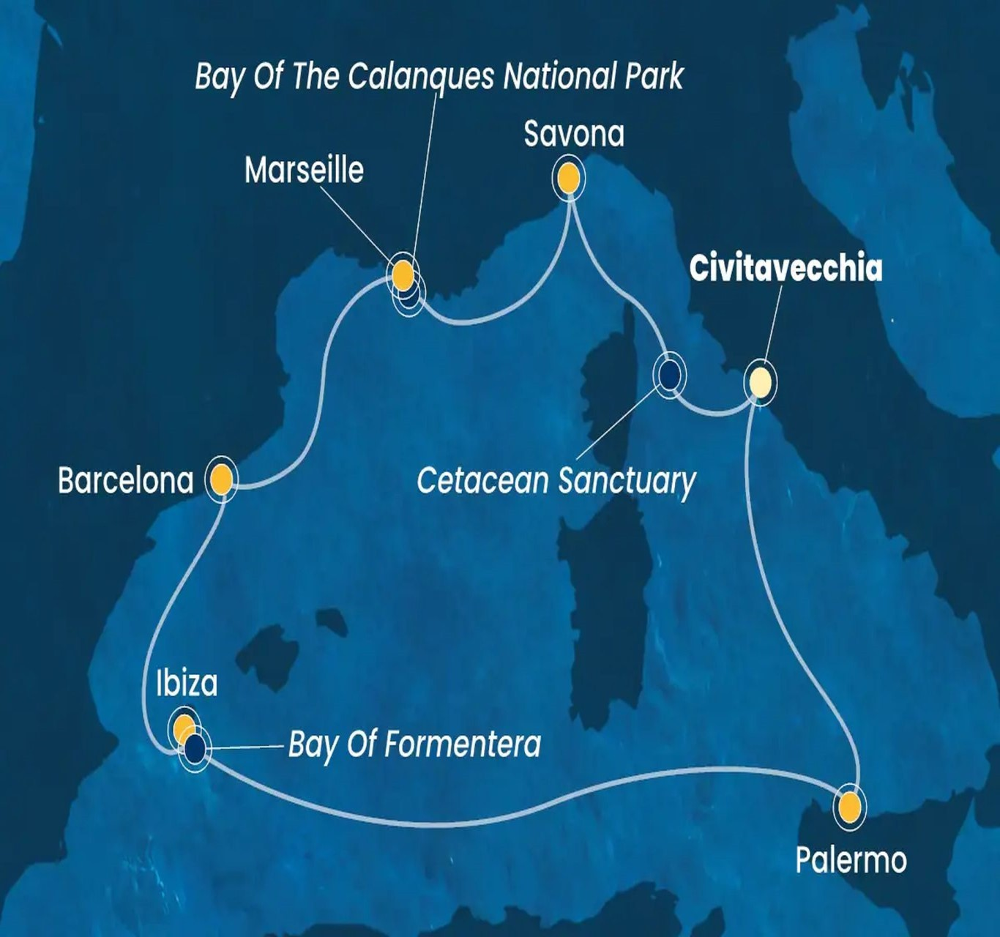 Bay Of The Calanques National Park
Savona
Marseille
Civitavecchia
Barcelona
Cetacean Sanctuary
Ibiza
Bay Of Formentera
Palermo